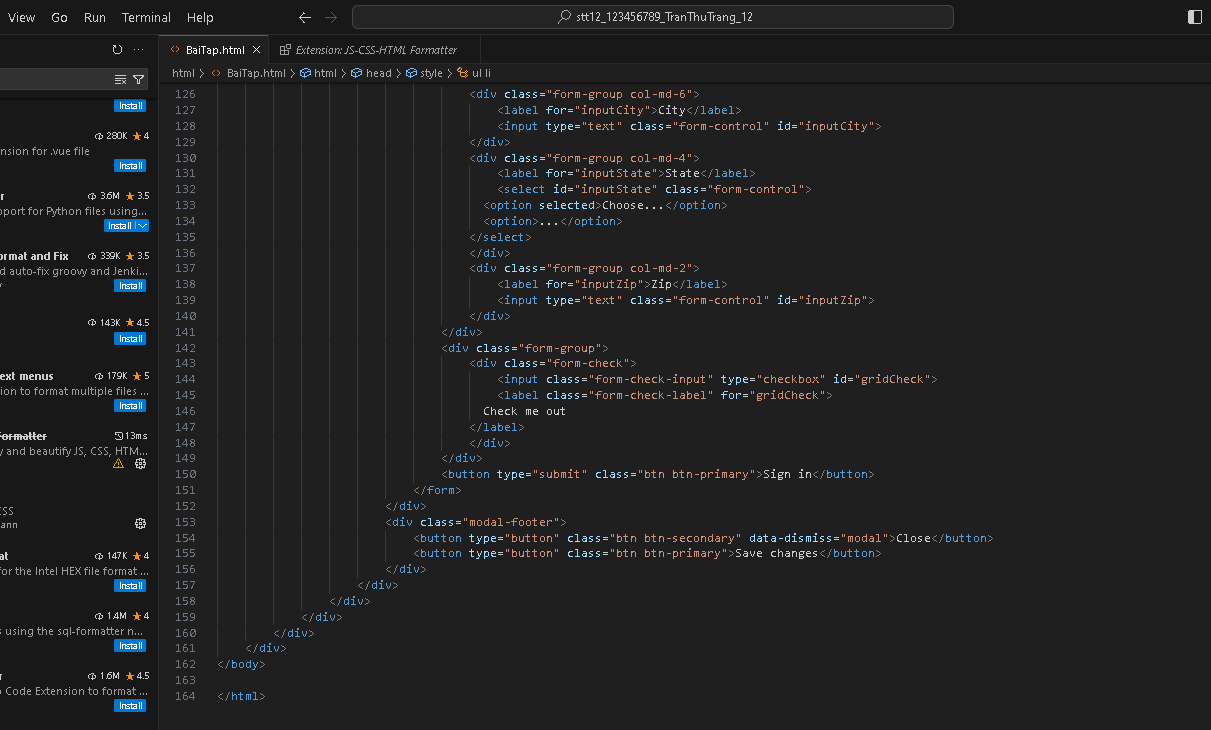 View Go Run Terminal Help
stt12_123456789_TranThuTrang_12
BaiTap.html
Extension: JS-CSS-HTML Formatter
html > BaiTap.html > html > head > style > ul li
Install
280K 4
nsion for .vue file
Install
r 3.6M 3.5
pport for Python files using...
Install
ormat and Fix 339K 3.5
d auto-fix groovy and Jenki...
Install
143K 4.5
Install
ext menus 179K 5
ion to format multiple files ...
Install
Formatter 13ms
y and beautify JS, CSS, HTM...
CSS
ann
at 147K 4
for the Intel HEX file format ...
Install
1.4M 4
s using the sql-formatter n...
Install
r 1.6M 4.5
o Code Extension to format ...
Install
126 <div class="form-group col-md-6">
127 <label for="inputCity">City</label>
128 <input type="text" class="form-control" id="inputCity">
129 </div>
130 <div class="form-group col-md-4">
131 <label for="inputState">State</label>
132 <select id="inputState" class="form-control">
133 <option selected>Choose...</option>
134 <option>...</option>
135 </select>
136 </div>
137 <div class="form-group col-md-2">
138 <label for="inputZip">Zip</label>
139 <input type="text" class="form-control" id="inputZip">
140 </div>
141 </div>
142 <div class="form-group">
143 <div class="form-check">
144 <input class="form-check-input" type="checkbox" id="gridCheck">
145 <label class="form-check-label" for="gridCheck">
146 Check me out
147 </label>
148 </div>
149 </div>
150 <button type="submit" class="btn btn-primary">Sign in</button>
151 </form>
152 </div>
153 <div class="modal-footer">
154 <button type="button" class="btn btn-secondary" data-dismiss="modal">Close</button>
155 <button type="button" class="btn btn-primary">Save changes</button>
156 </div>
157 </div>
158 </div>
159 </div>
160 </div>
161 </div>
162 </body>
163
164 </html>